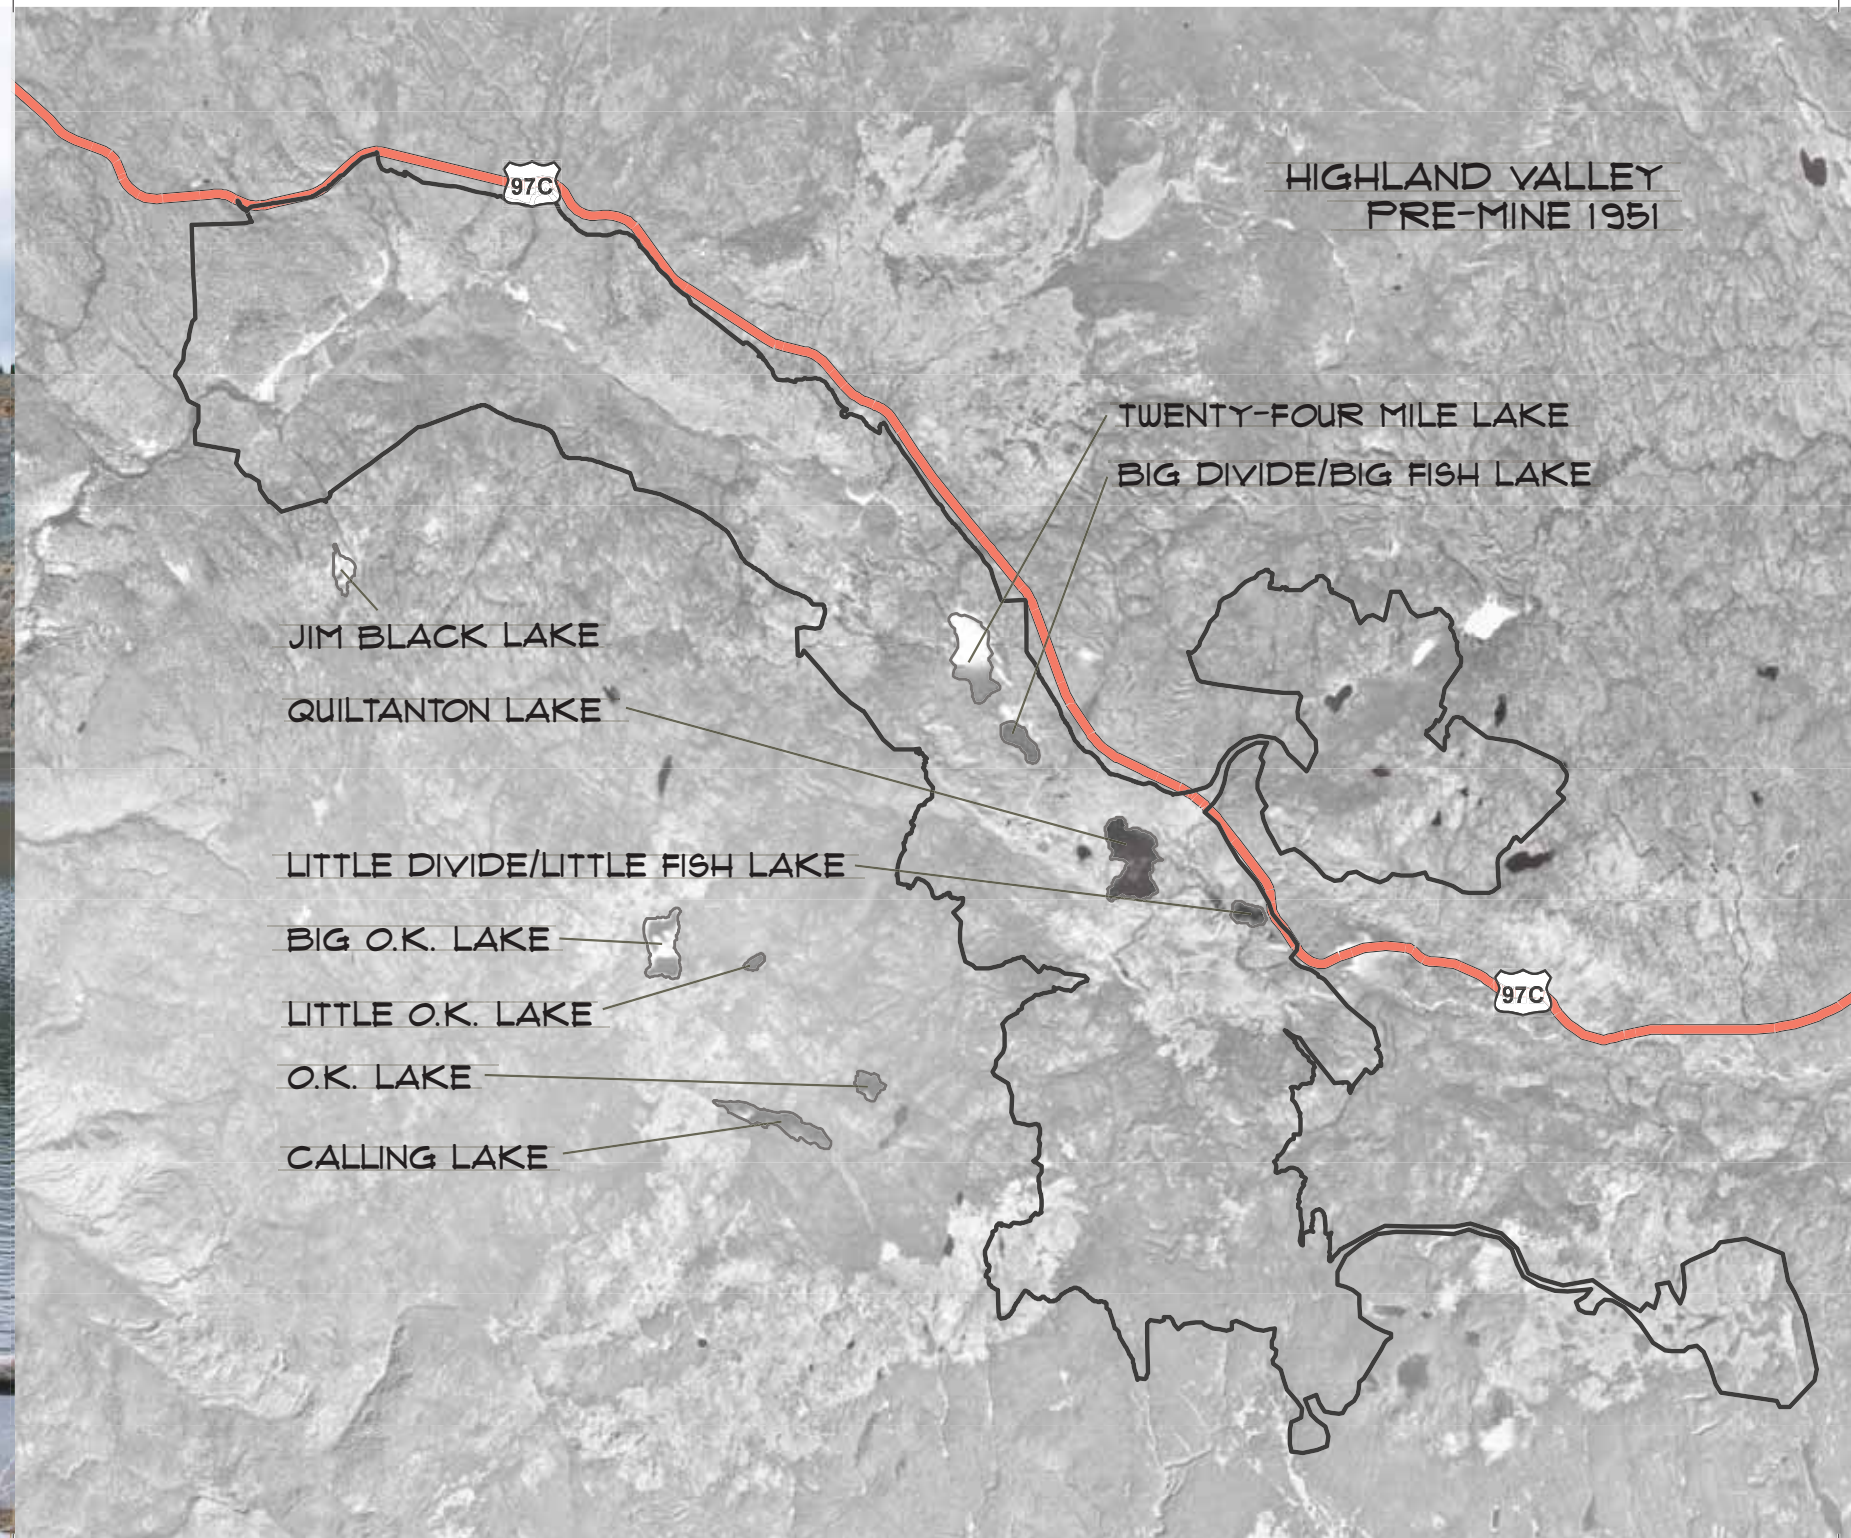 97C
HIGHLAND VALLEY
PRE-MINE 1951
TWENTY-FOUR MILE LAKE
BIG DIVIDE/BIG FISH LAKE
JIM BLACK LAKE
QUILTANTON LAKE
LITTLE DIVIDE/LITTLE FISH LAKE
BIG O.K. LAKE
97C
LITTLE O.K. LAKE
O.K. LAKE
CALLING LAKE